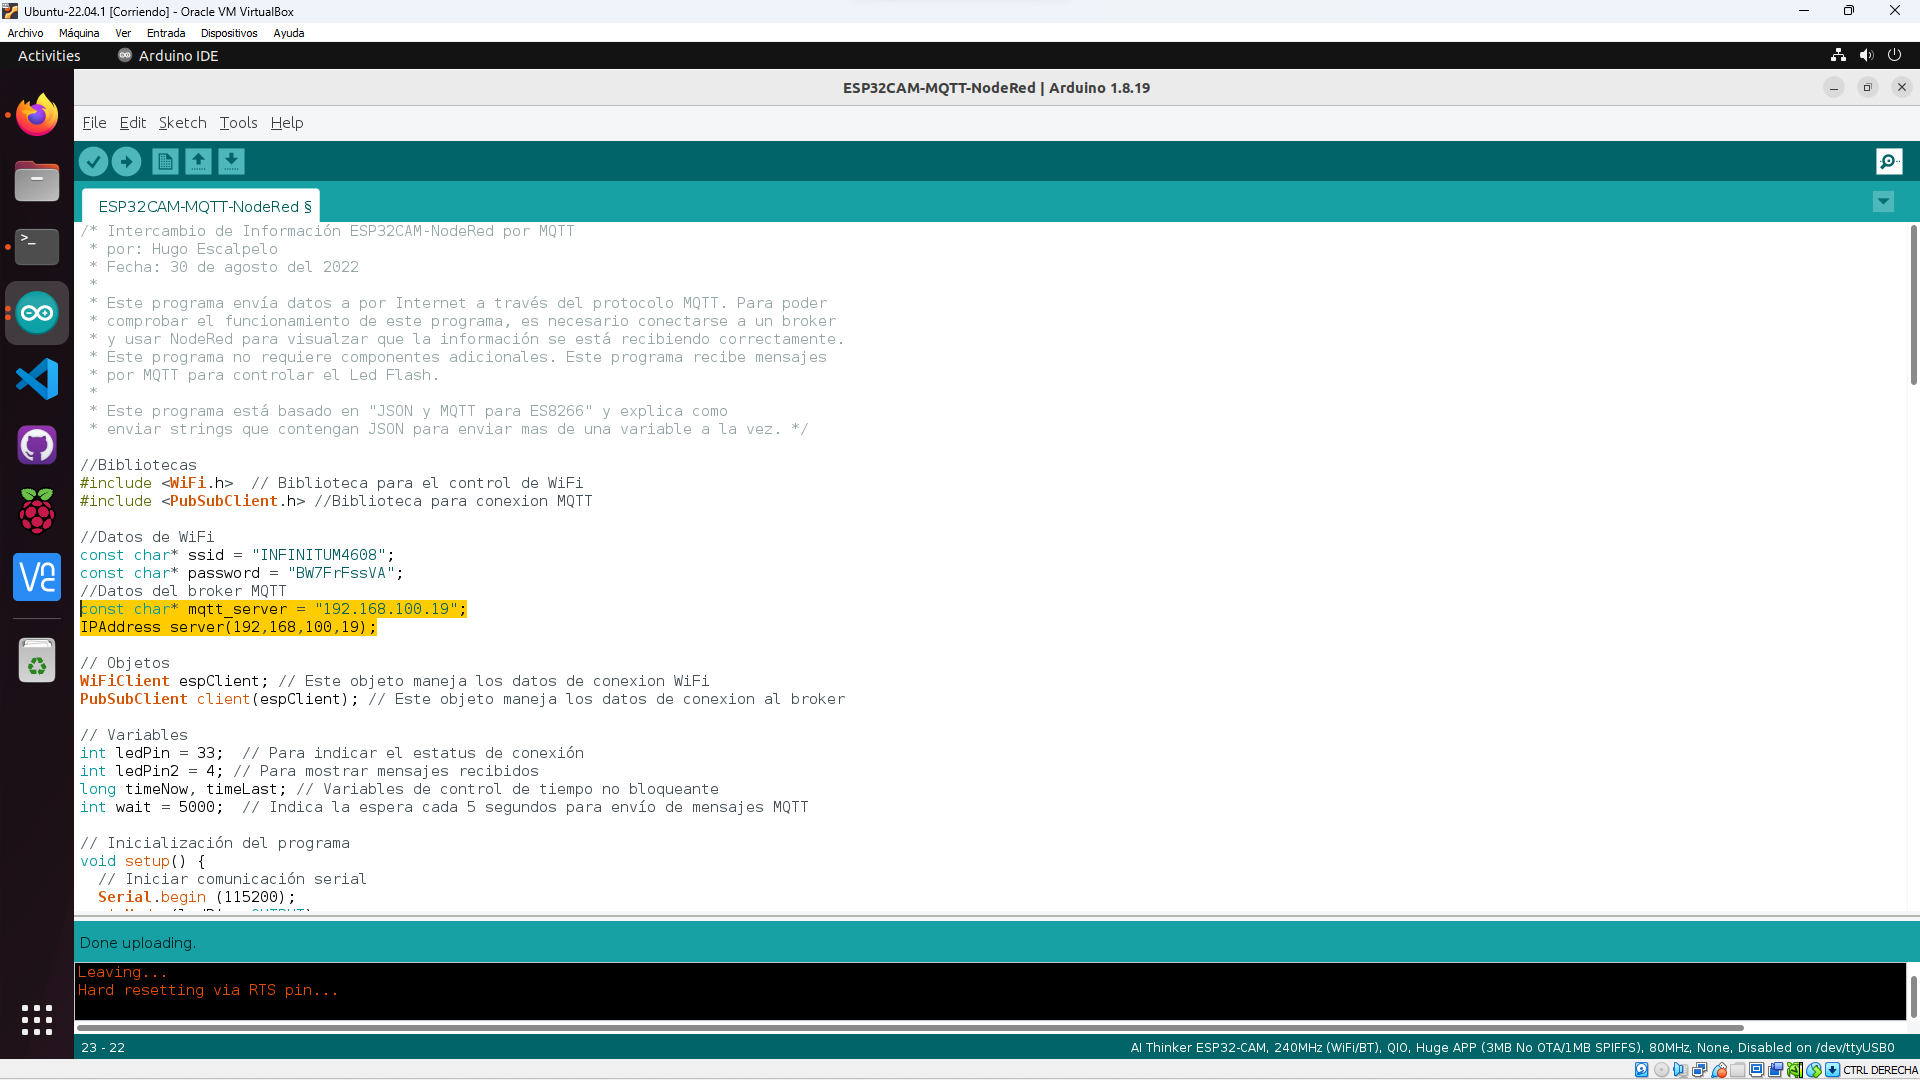 Ubuntu-22.04.1 [Corriendo] - Oracle VM VirtualBox
Archivo Máquina Ver Entrada Dispositivos Ayuda
Activities Arduino IDE
ESP32CAM-MQTT-NodeRed | Arduino 1.8.19
File Edit Sketch Tools Help
ESP32CAM-MQTT-NodeRed §
/* Intercambio de Información ESP32CAM-NodeRed por MQTT
 * por: Hugo Escalpelo
 * Fecha: 30 de agosto del 2022
 *
 * Este programa envía datos a por Internet a través del protocolo MQTT. Para poder
 * comprobar el funcionamiento de este programa, es necesario conectarse a un broker
 * y usar NodeRed para visualzar que la información se está recibiendo correctamente.
 * Este programa no requiere componentes adicionales. Este programa recibe mensajes
 * por MQTT para controlar el Led Flash.
 *
 * Este programa está basado en "JSON y MQTT para ES8266" y explica como
 * enviar strings que contengan JSON para enviar mas de una variable a la vez. */
//Bibliotecas
#include <WiFi.h>  // Biblioteca para el control de WiFi
#include <PubSubClient.h> //Biblioteca para conexion MQTT
//Datos de WiFi
const char* ssid = "INFINITUM4608";
const char* password = "BW7FrFssVA";
//Datos del broker MQTT
const char* mqtt_server = "192.168.100.19";
IPAddress server(192,168,100,19);
// Objetos
WiFiClient espClient; // Este objeto maneja los datos de conexion WiFi
PubSubClient client(espClient); // Este objeto maneja los datos de conexion al broker
// Variables
int ledPin = 33;  // Para indicar el estatus de conexión
int ledPin2 = 4; // Para mostrar mensajes recibidos
long timeNow, timeLast; // Variables de control de tiempo no bloqueante
int wait = 5000;  // Indica la espera cada 5 segundos para envío de mensajes MQTT
// Inicialización del programa
void setup() {
  // Iniciar comunicación serial
  Serial.begin (115200);
Done uploading.
Leaving...
Hard resetting via RTS pin...
23 - 22
AI Thinker ESP32-CAM, 240MHz (WiFi/BT), QIO, Huge APP (3MB No OTA/1MB SPIFFS), 80MHz, None, Disabled on /dev/ttyUSB0
CTRL DERECHA